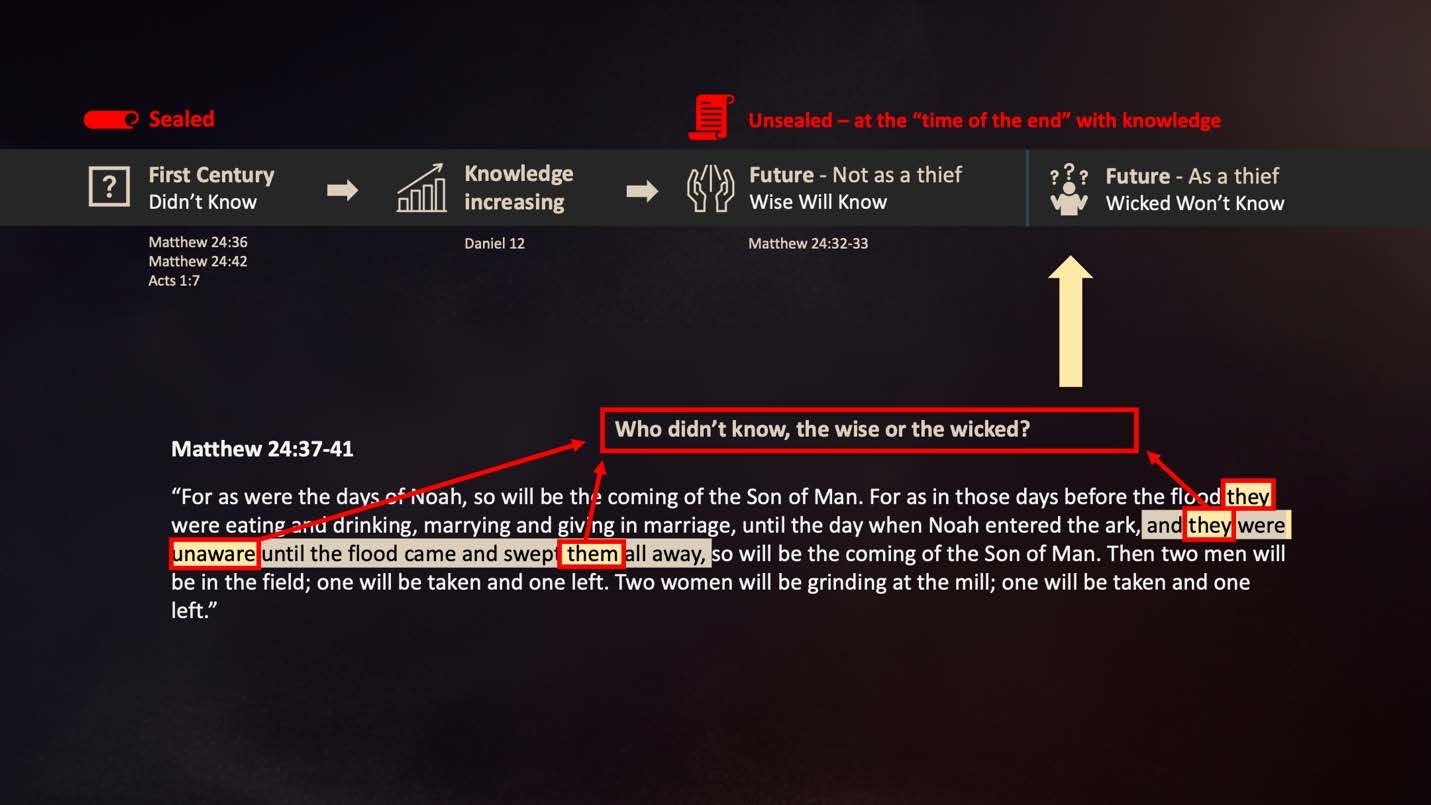 Sealed
Unsealed – at the “time of the end” with knowledge
?
First Century
Didn’t Know
Knowledge
increasing
Future - Not as a thief
Wise Will Know
? ? ?
Future - As a thief
Wicked Won’t Know
Matthew 24:36
Matthew 24:42
Acts 1:7
Daniel 12
Matthew 24:32-33
Who didn’t know, the wise or the wicked?
Matthew 24:37-41
“For as were the days of Noah, so will be the coming of the Son of Man. For as in those days before the flood they
were eating and drinking, marrying and giving in marriage, until the day when Noah entered the ark, and they were
unaware until the flood came and swept them all away, so will be the coming of the Son of Man. Then two men will
be in the field; one will be taken and one left. Two women will be grinding at the mill; one will be taken and one
left.”